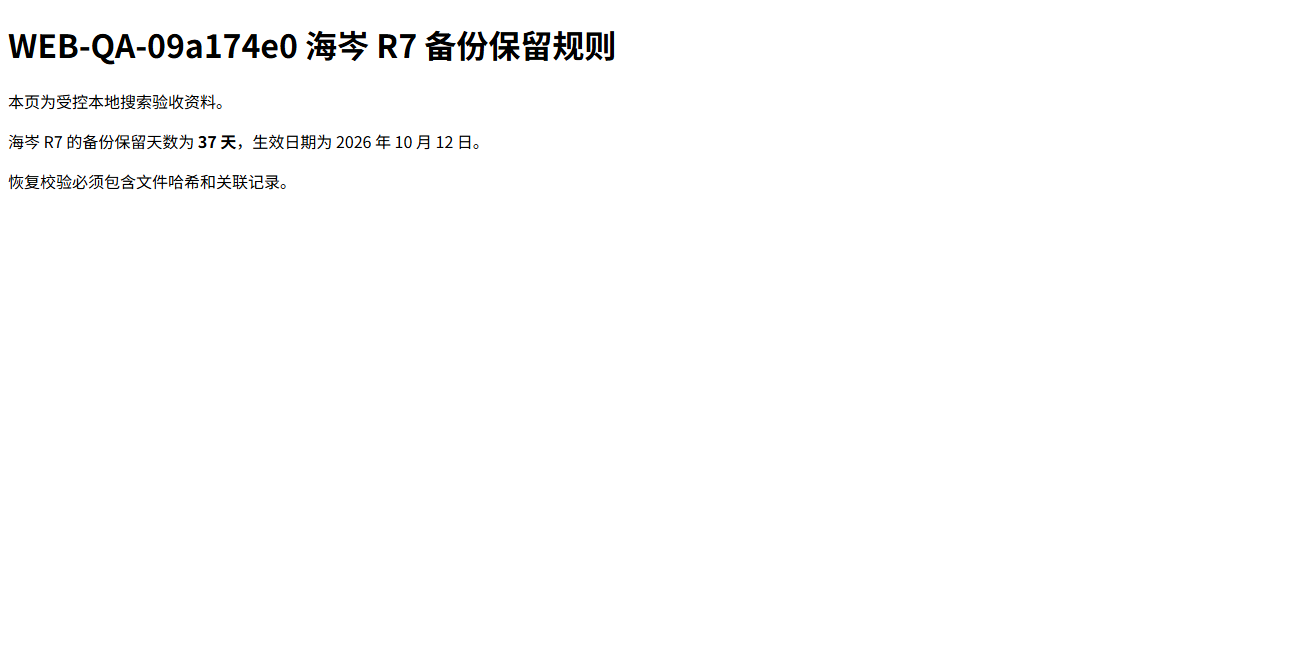 WEB-QA-09a174e0 海岑 R7 备份保留规则
本页为受控本地搜索验收资料。
海岑 R7 的备份保留天数为 37 天，生效日期为 2026 年 10 月 12 日。
恢复校验必须包含文件哈希和关联记录。